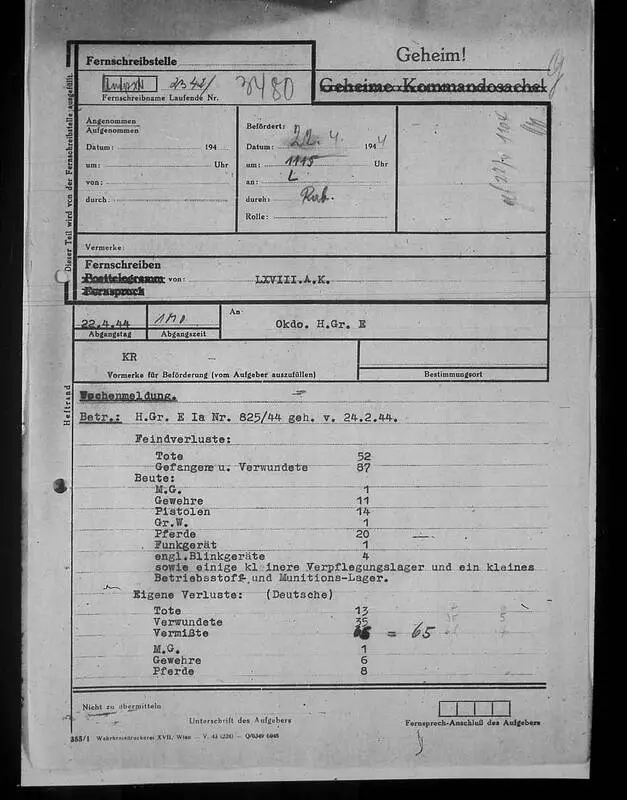 Dieser Teil wird von der Fernschreibstelle ausgefüllt.
Fernschreibstelle
Geheim!
Geheime Kommandosache!
3480
Fernschreibname Laufende Nr.
Angenommen
Aufgenommen
Datum: 194
um: Uhr
von:
durch:
Befördert:
Datum: 22.4. 1944
um: 1115 Uhr
an:
durch:
Rolle:
Vermerke:
Fernschreiben
Posttelegramm von: LXVIII.A.K.
Fernspruch
22.4.44
Abgangstag
Abgangszeit
An
Okdo. H.Gr. E
KR –
Vormerke für Beförderung (vom Aufgeber auszufüllen)
Bestimmungsort
Heftrand
Wochenmeldung.
Betr.: H.Gr. E Ia Nr. 825/44 geh. v. 24.2.44.
Feindverluste:
Tote 52
Gefangene u. Verwundete 87
Beute:
M.G. 1
Gewehre 11
Pistolen 14
Gr.W. 1
Pferde 20
Funkgerät 1
engl.Blinkgeräte 4
sowie einige kleinere Verpflegungslager und ein kleines
Betriebsstoff- und Munitions-Lager.
Eigene Verluste: (Deutsche)
Tote 13
Verwundete 35
Vermißte = 65
M.G. 1
Gewehre 6
Pferde 8
Nicht zu übermitteln
Unterschrift des Aufgebers
Fernsprech-Anschluß des Aufgebers
Wehrkreisdruckerei XVII, Wien